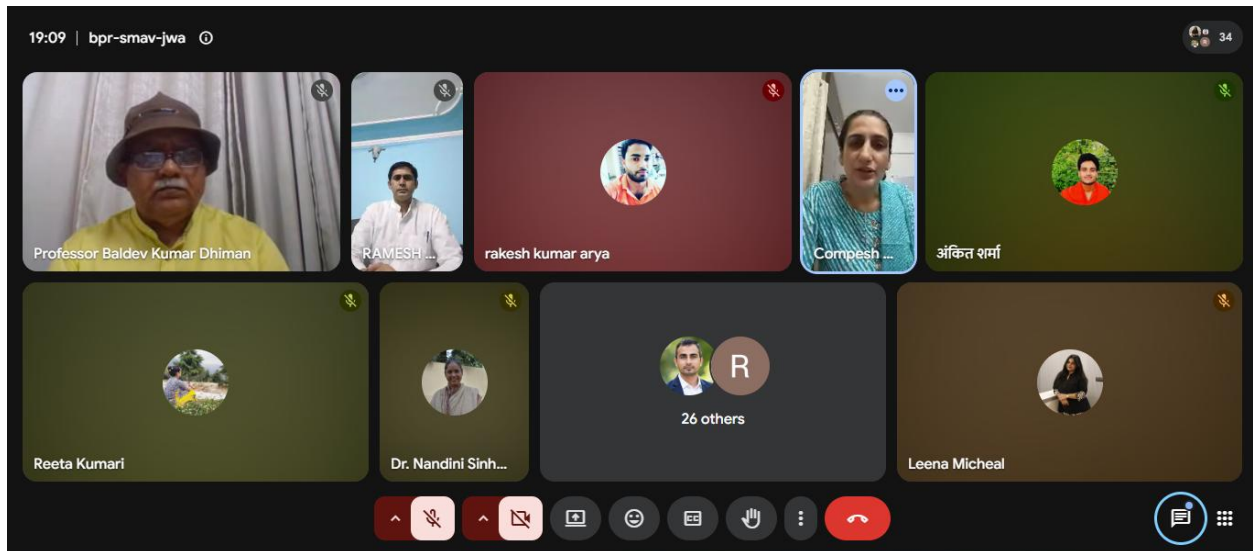 19:09 | bpr-smav-jwa
34
Professor Baldev Kumar Dhiman
RAMESH ...
rakesh kumar arya
Compesh ...
अंकित शर्मा
Reeta Kumari
Dr. Nandini Sinh...
R
26 others
Leena Micheal
CC